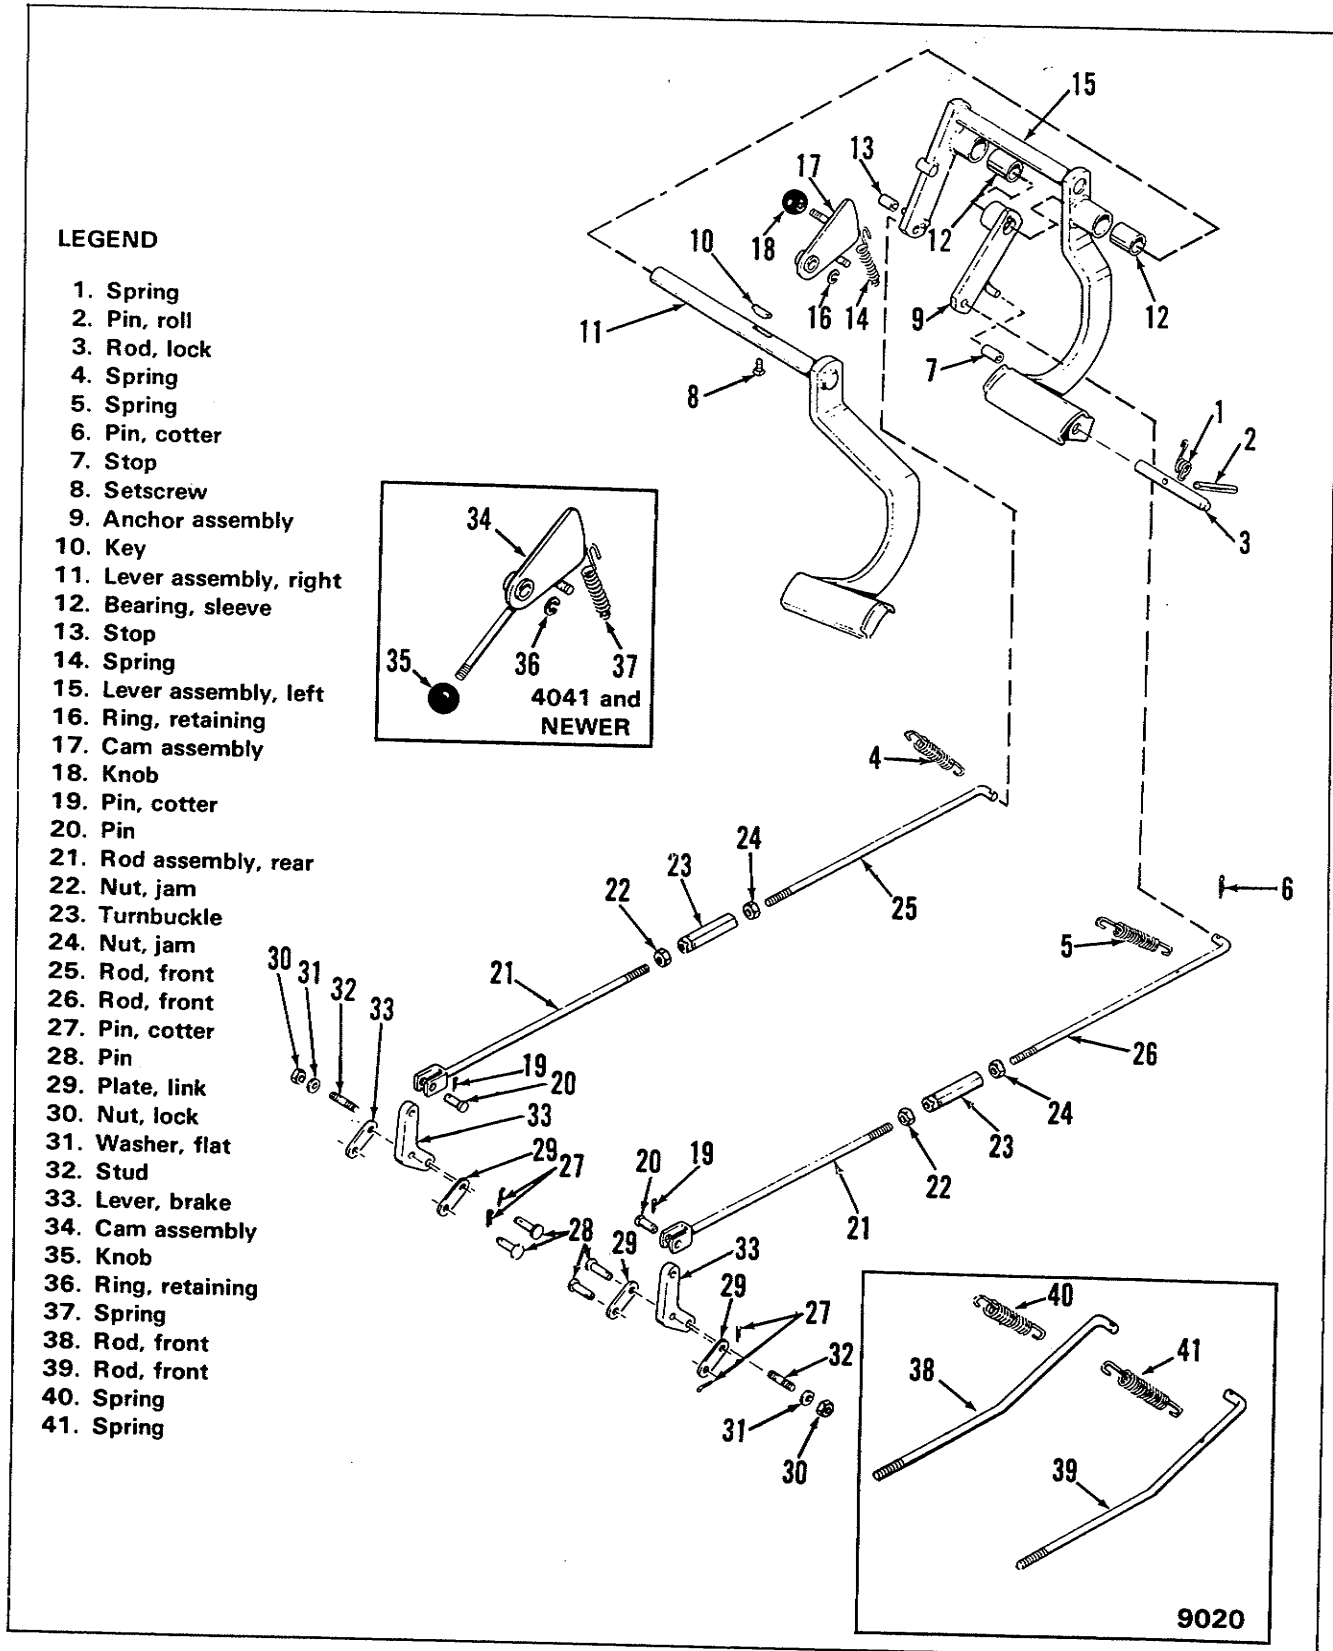 LEGEND
1. Spring
2. Pin, roll
3. Rod, lock
4. Spring
5. Spring
6. Pin, cotter
7. Stop
8. Setscrew
9. Anchor assembly
10. Key
11. Lever assembly, right
12. Bearing, sleeve
13. Stop
14. Spring
15. Lever assembly, left
16. Ring, retaining
17. Cam assembly
18. Knob
19. Pin, cotter
20. Pin
21. Rod assembly, rear
22. Nut, jam
23. Turnbuckle
24. Nut, jam
25. Rod, front
26. Rod, front
27. Pin, cotter
28. Pin
29. Plate, link
30. Nut, lock
31. Washer, flat
32. Stud
33. Lever, brake
34. Cam assembly
35. Knob
36. Ring, retaining
37. Spring
38. Rod, front
39. Rod, front
40. Spring
41. Spring
15
13
17
18
10
12
16
14
9
12
11
7
8
1
2
3
34
35
36
37
4041 and
NEWER
4
24
23
22
25
6
5
21
30
31
32
33
19
20
33
29
27
26
24
23
22
21
20
19
28
29
33
29
27
32
31
30
40
41
38
39
9020